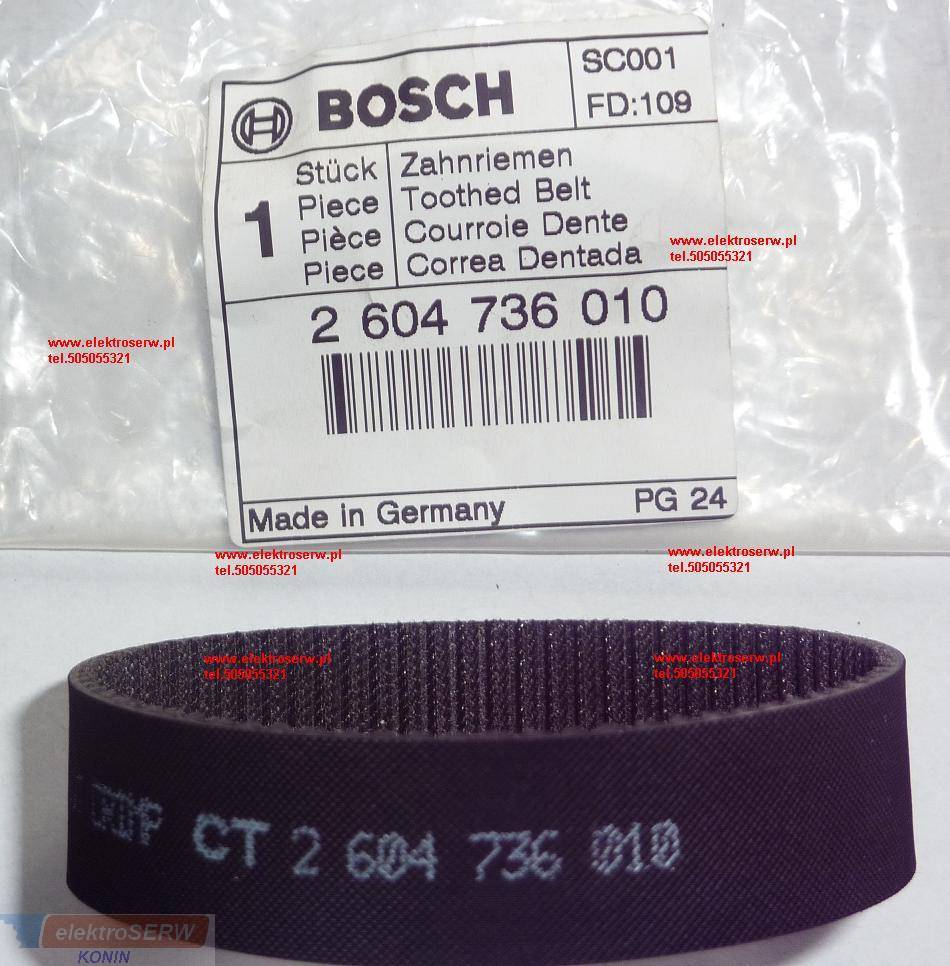 BOSCH
SC001
FD:109
1
Stück
Piece
Pièce
Piece
Zahnriemen
Toothed Belt
Courroie Dente
Correa Dentada
2 604 736 010
Made in Germany
PG 24
www.elektroserw.pl
tel.505055321
www.elektroserw.pl
tel.505055321
www.elektroserw.pl
tel.505055321
www.elektroserw.pl
tel.505055321
www.elektroserw.pl
tel.505055321
www.elektroserw.pl
tel.505055321
CT 2 604 736 010
elektroSERW
KONIN